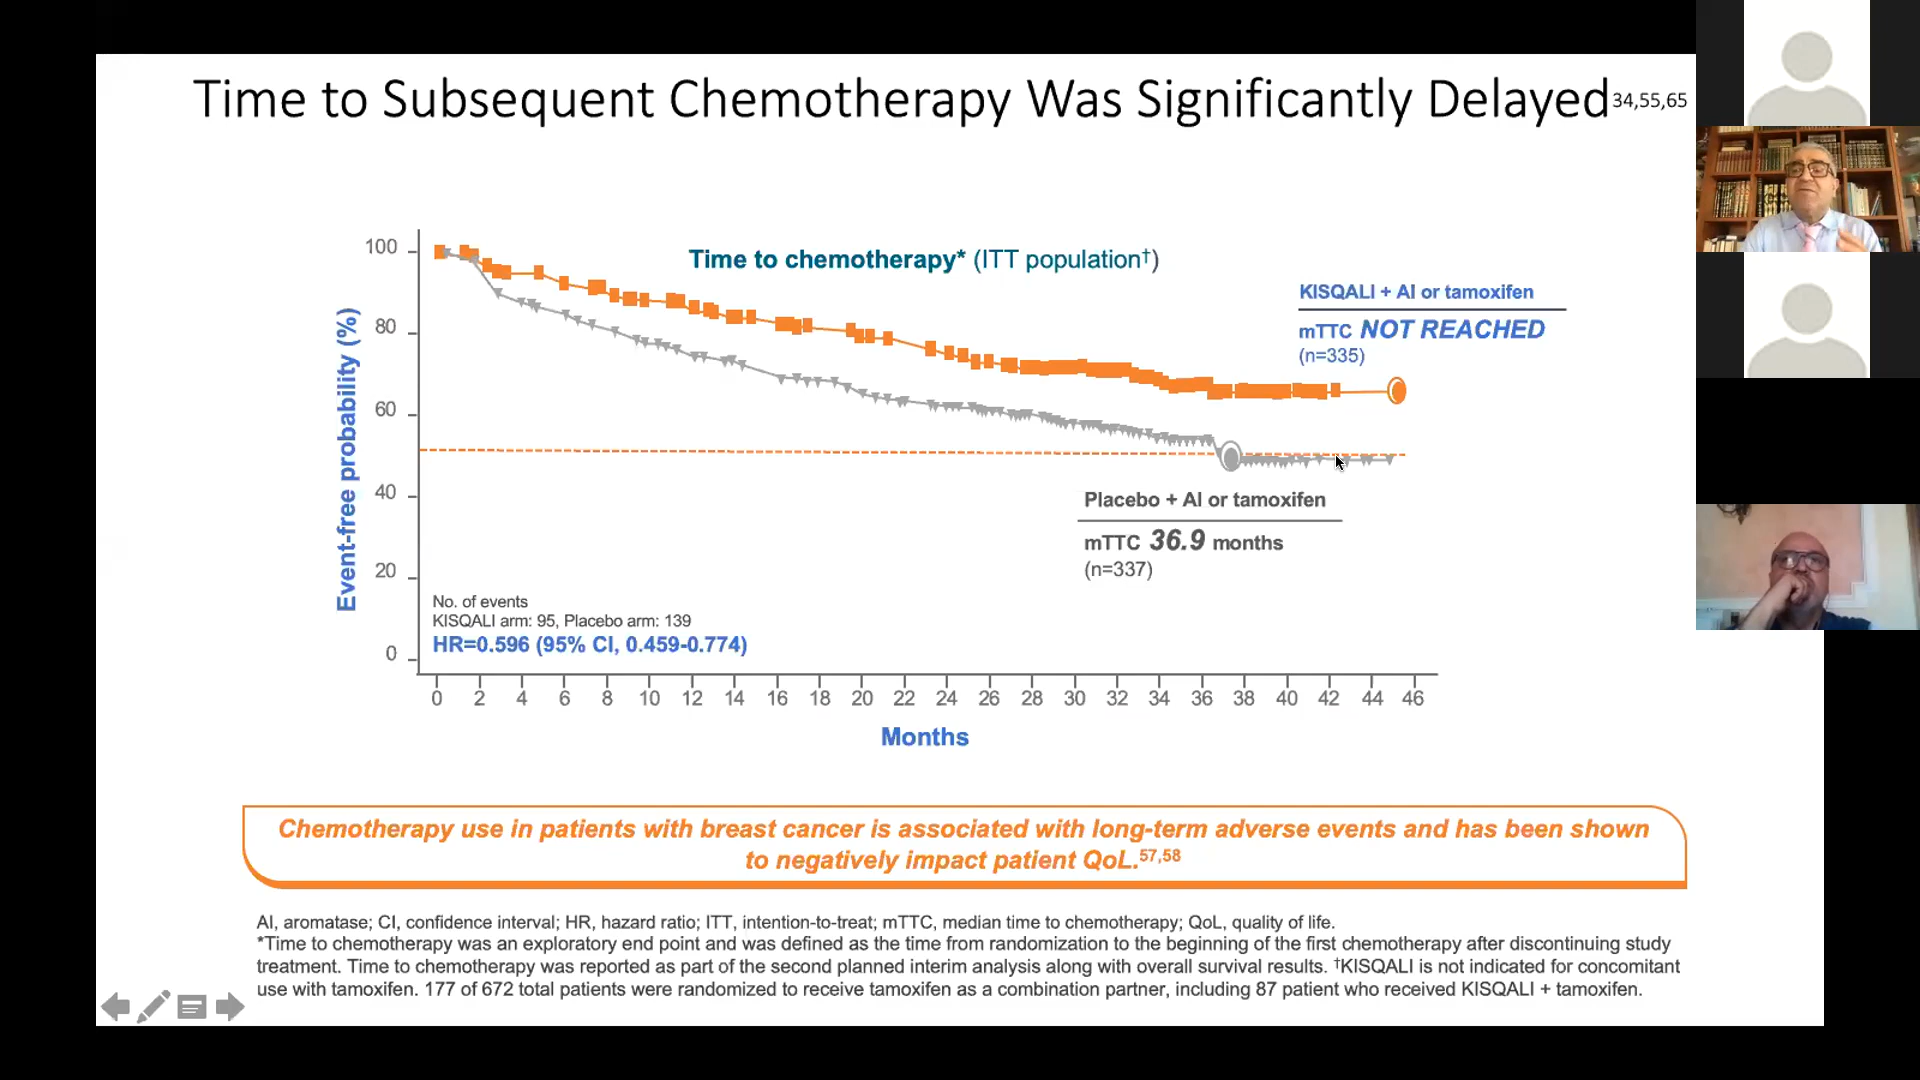 Time to Subsequent Chemotherapy Was Significantly Delayed34,55,65
Time to chemotherapy* (ITT population†)
KISQALI + AI or tamoxifen
mTTC NOT REACHED
(n=335)
Event-free probability (%)
100
80
60
40
20
0
Placebo + AI or tamoxifen
mTTC 36.9 months
(n=337)
No. of events
KISQALI arm: 95, Placebo arm: 139
HR=0.596 (95% CI, 0.459-0.774)
0 2 4 6 8 10 12 14 16 18 20 22 24 26 28 30 32 34 36 38 40 42 44 46
Months
Chemotherapy use in patients with breast cancer is associated with long-term adverse events and has been shown
to negatively impact patient QoL.57,58
AI, aromatase; CI, confidence interval; HR, hazard ratio; ITT, intention-to-treat; mTTC, median time to chemotherapy; QoL, quality of life.
*Time to chemotherapy was an exploratory end point and was defined as the time from randomization to the beginning of the first chemotherapy after discontinuing study
treatment. Time to chemotherapy was reported as part of the second planned interim analysis along with overall survival results. †KISQALI is not indicated for concomitant
use with tamoxifen. 177 of 672 total patients were randomized to receive tamoxifen as a combination partner, including 87 patient who received KISQALI + tamoxifen.